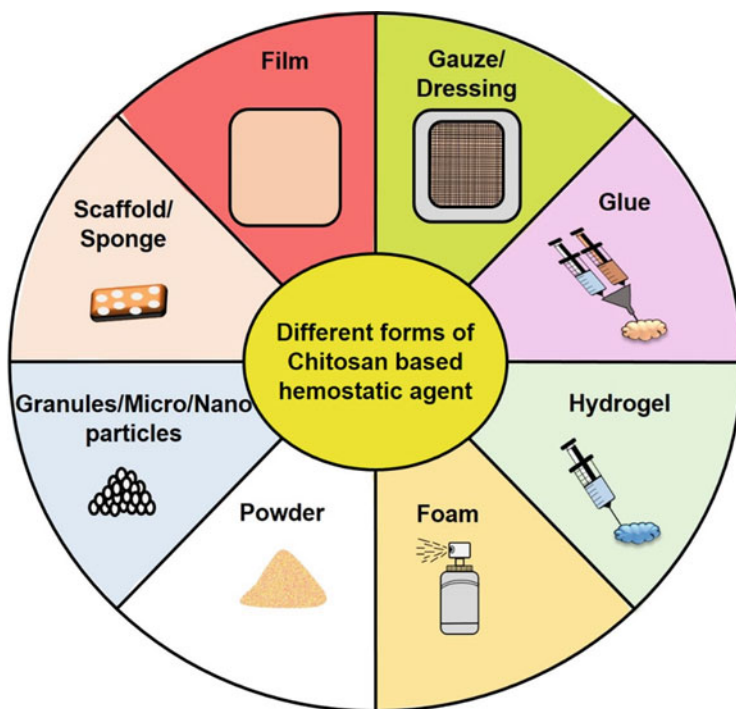 Film
Gauze/
Dressing
Glue
Hydrogel
Foam
Powder
Granules/Micro/Nano
particles
Scaffold/
Sponge
Different forms of
Chitosan based
hemostatic agent